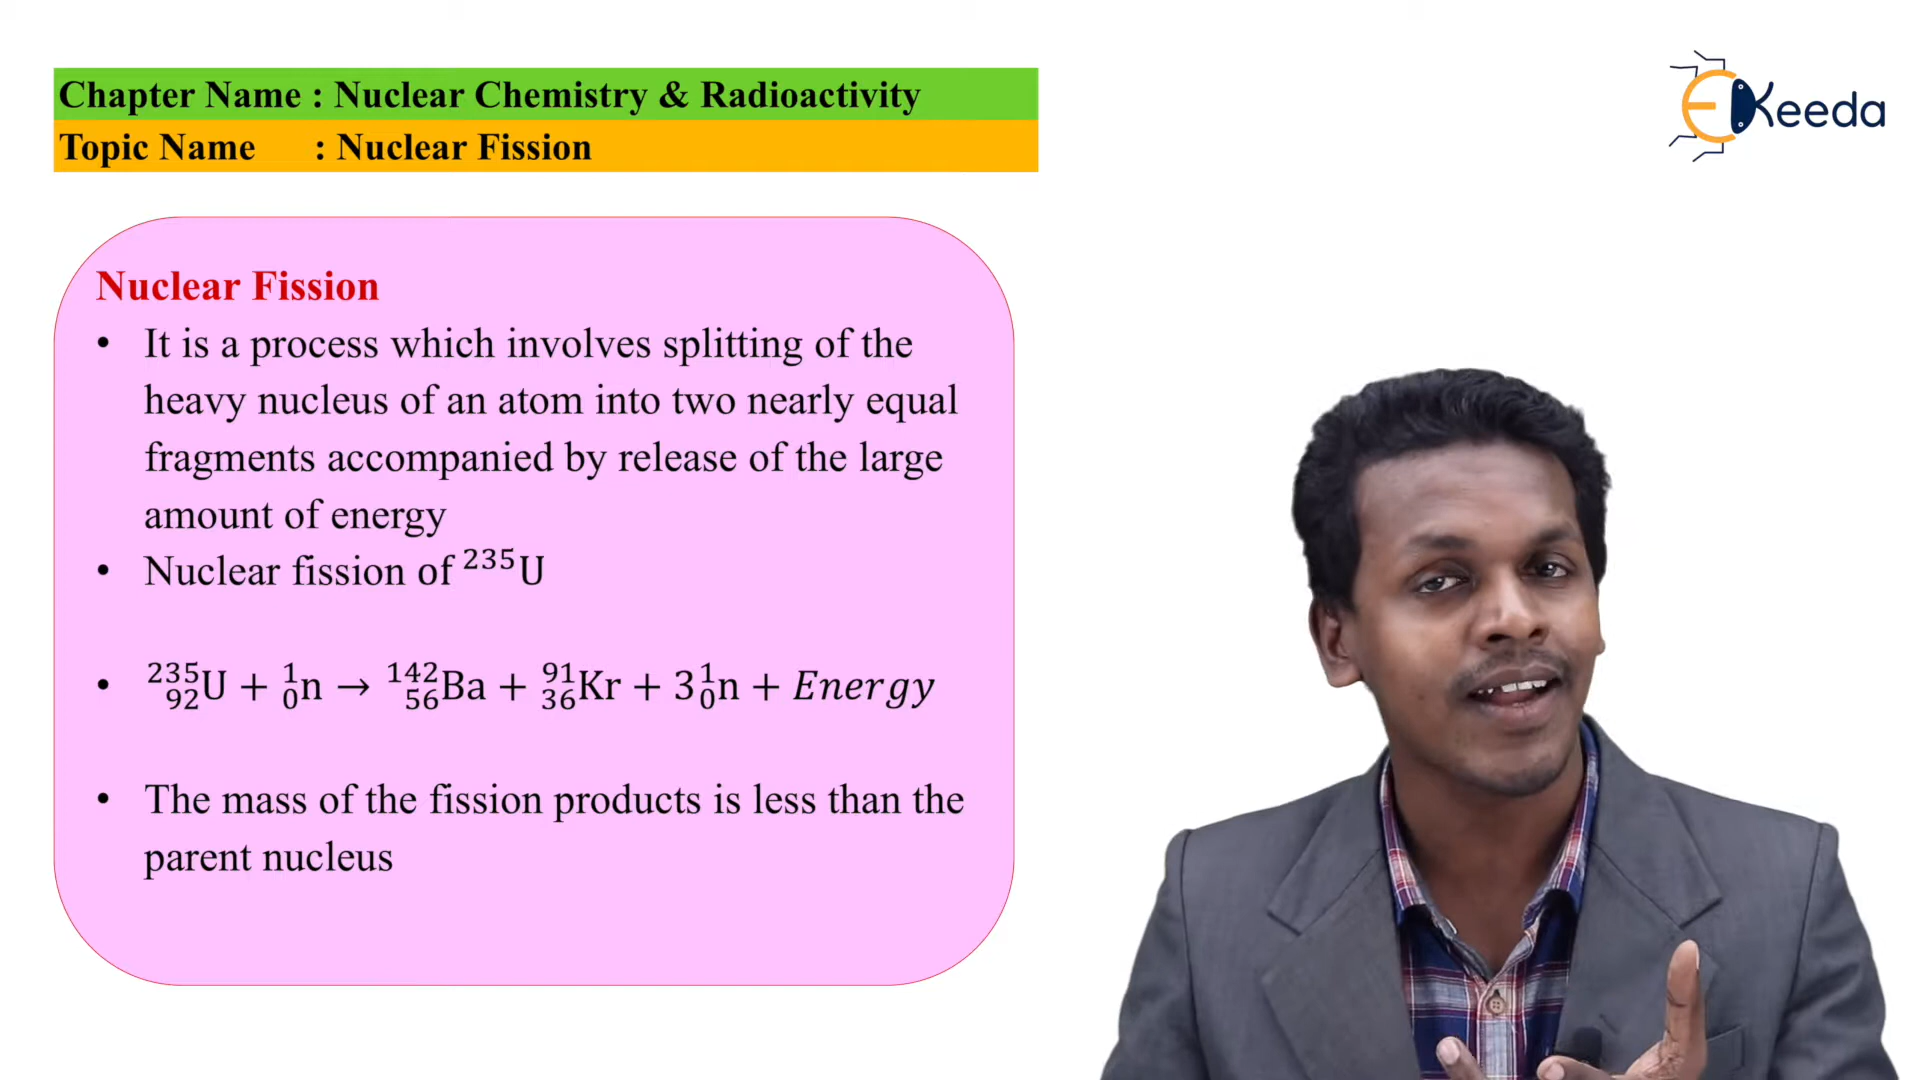 Chapter Name : Nuclear Chemistry & Radioactivity
Topic Name : Nuclear Fission
EKeeda
Nuclear Fission
• It is a process which involves splitting of the
heavy nucleus of an atom into two nearly equal
fragments accompanied by release of the large
amount of energy
• Nuclear fission of ²³⁵U
• ²³⁵₉₂U + ¹₀n → ¹⁴²₅₆Ba + ⁹¹₃₆Kr + 3¹₀n + Energy
• The mass of the fission products is less than the
parent nucleus